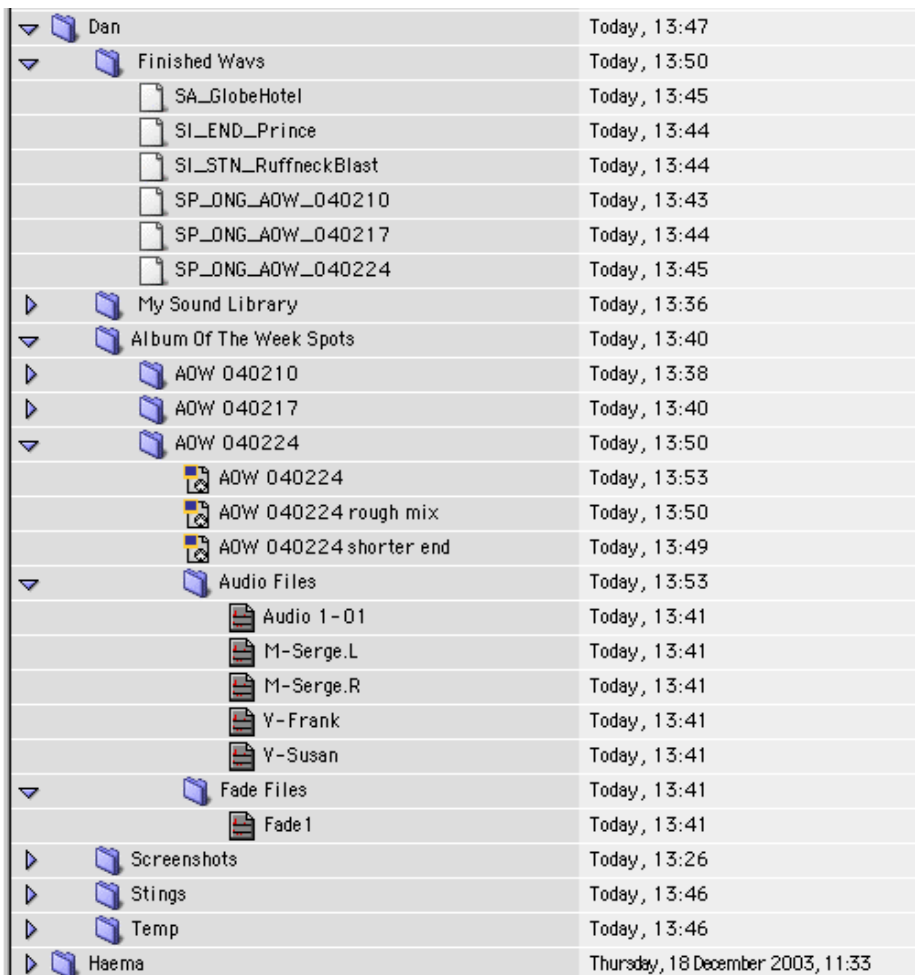 Dan Today, 13:47
Finished Wavs Today, 13:50
SA_GlobeHotel Today, 13:45
SI_END_Prince Today, 13:44
SI_STN_RuffneckBlast Today, 13:44
SP_ONG_AOW_040210 Today, 13:43
SP_ONG_AOW_040217 Today, 13:44
SP_ONG_AOW_040224 Today, 13:45
My Sound Library Today, 13:36
Album Of The Week Spots Today, 13:40
AOW 040210 Today, 13:38
AOW 040217 Today, 13:40
AOW 040224 Today, 13:50
AOW 040224 Today, 13:53
AOW 040224 rough mix Today, 13:50
AOW 040224 shorter end Today, 13:49
Audio Files Today, 13:53
Audio 1-01 Today, 13:41
M-Serge.L Today, 13:41
M-Serge.R Today, 13:41
V-Frank Today, 13:41
V-Susan Today, 13:41
Fade Files Today, 13:41
Fade1 Today, 13:41
Screenshots Today, 13:26
Stings Today, 13:46
Temp Today, 13:46
Haema Thursday, 18 December 2003, 11:33